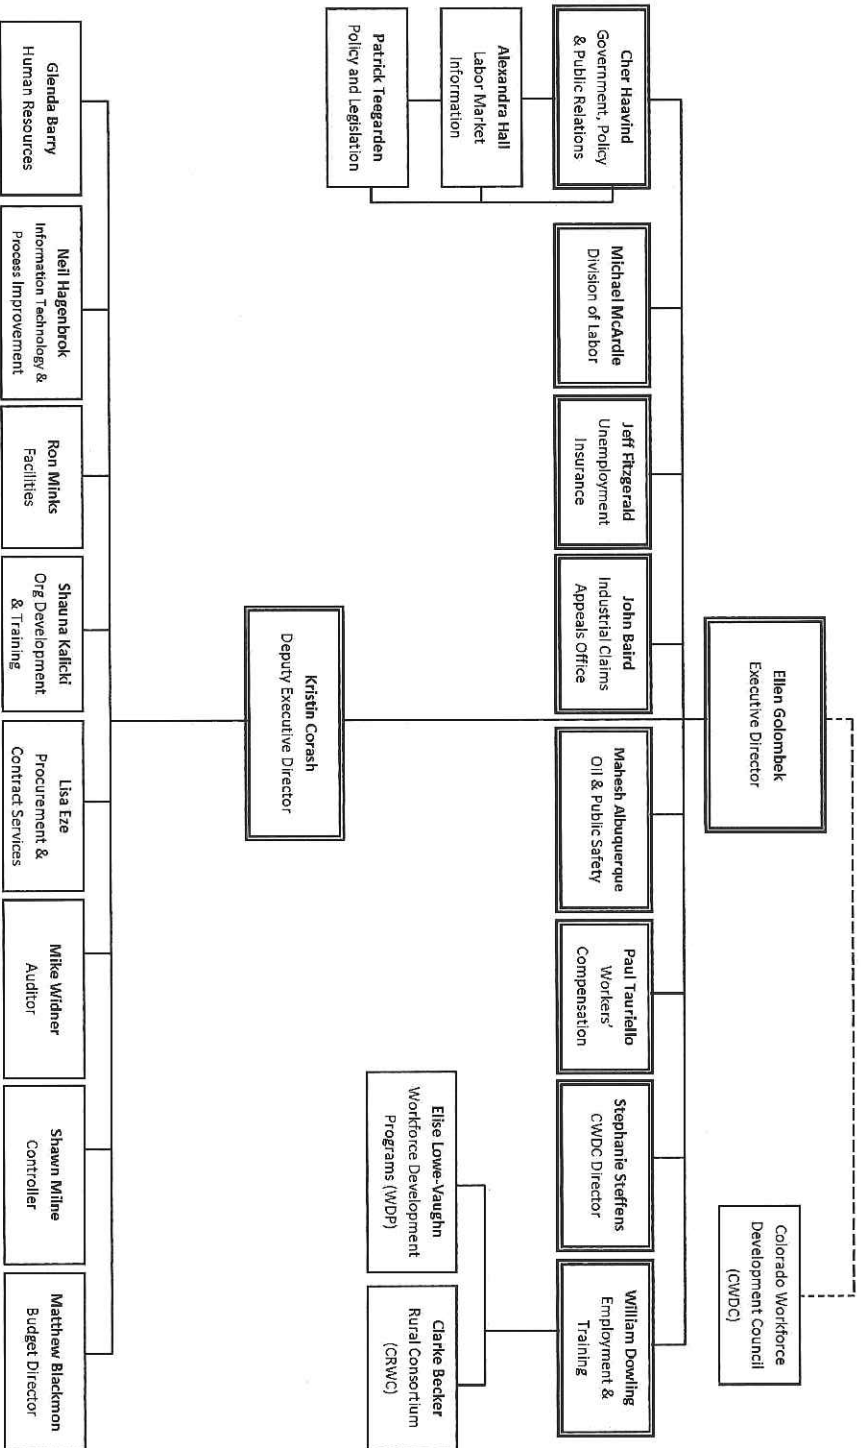 Ellen Golombek
Executive Director
Colorado Workforce
Development Council
(CWDC)
Cher Haavind
Government, Policy
& Public Relations
Michael McArdle
Division of Labor
Jeff Fitzgerald
Unemployment
Insurance
John Baird
Industrial Claims
Appeals Office
Mahesh Albuquerque
Oil & Public Safety
Paul Tauriello
Workers'
Compensation
Stephanie Steffens
CWDC Director
William Dowling
Employment &
Training
Alexandra Hall
Labor Market
Information
Patrick Teegarden
Policy and Legislation
Elise Lowe-Vaughn
Workforce Development
Programs (WDP)
Clarke Becker
Rural Consortium
(CRWC)
Kristin Corash
Deputy Executive Director
Glenda Barry
Human Resources
Neil Hagenbrok
Information Technology &
Process Improvement
Ron Minks
Facilities
Shauna Kalicki
Org Development
& Training
Lisa Eze
Procurement &
Contract Services
Mike Widner
Auditor
Shawn Milne
Controller
Matthew Blackmon
Budget Director